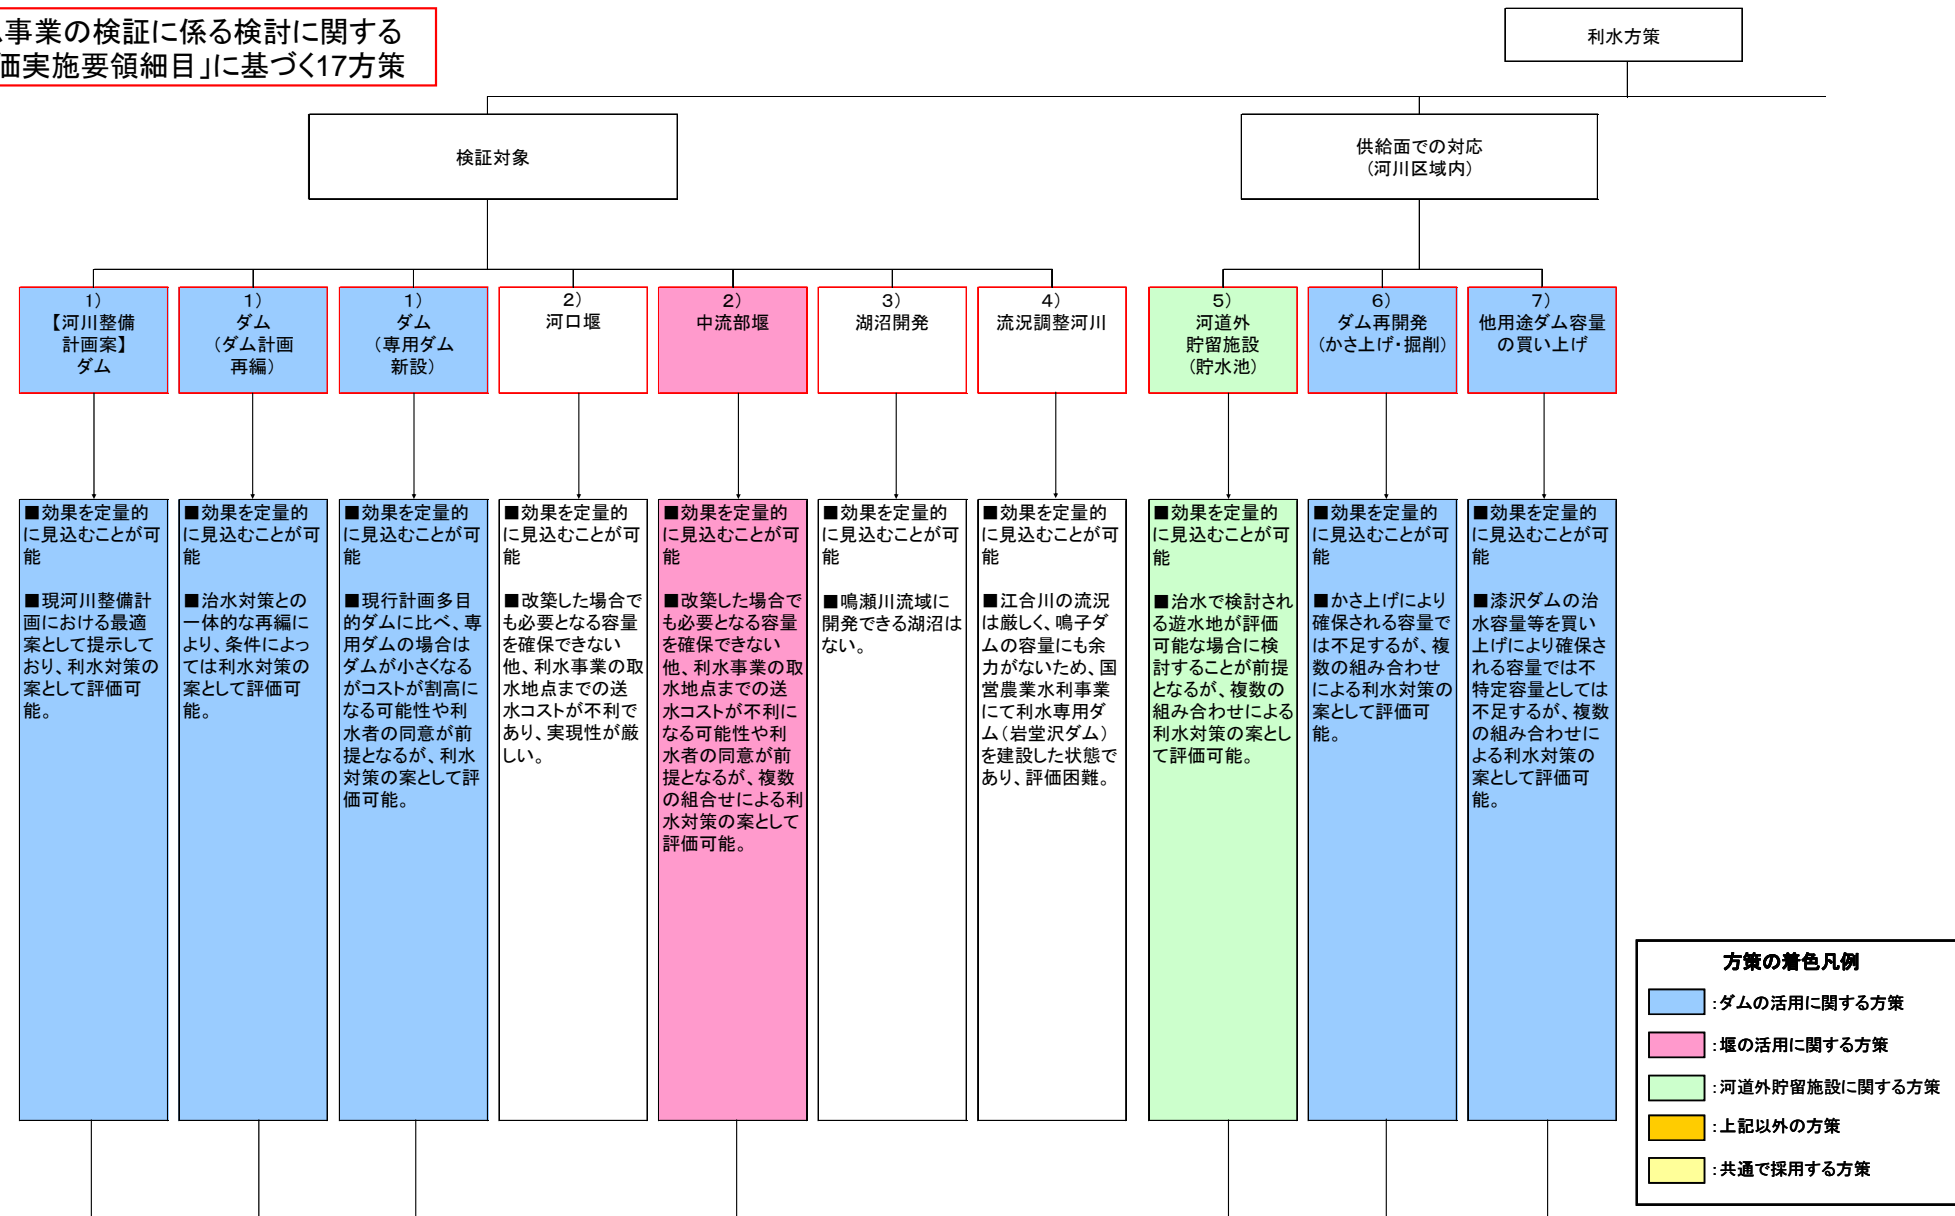 事業の検証に係る検討に関する
価実施要領細目」に基づく17方策
利水方策
検証対象
供給面での対応
（河川区域内）
1）
【河川整備
計画案】
ダム
1）
ダム
（ダム計画
再編）
1）
ダム
（専用ダム
新設）
2）
河口堰
2）
中流部堰
3）
湖沼開発
4）
流況調整河川
5）
河道外
貯留施設
（貯水池）
6）
ダム再開発
（かさ上げ・掘削）
7）
他用途ダム容量
の買い上げ
■効果を定量的
に見込むことが可
能
■現河川整備計
画における最適
案として提示して
おり、利水対策の
案として評価可
能。
■効果を定量的
に見込むことが可
能
■治水対策との
一体的な再編に
より、条件によっ
ては利水対策の
案として評価可
能。
■効果を定量的
に見込むことが可
能
■現行計画多目
的ダムに比べ、専
用ダムの場合は
ダムが小さくなる
がコストが割高に
なる可能性や利
水者の同意が前
提となるが、利水
対策の案として評
価可能。
■効果を定量的
に見込むことが可
能
■改築した場合で
も必要となる容量
を確保できない
他、利水事業の取
水地点までの送
水コストが不利で
あり、実現性が厳
しい。
■効果を定量的
に見込むことが可
能
■改築した場合で
も必要となる容量
を確保できない
他、利水事業の取
水地点までの送
水コストが不利に
なる可能性や利
水者の同意が前
提となるが、複数
の組合せによる利
水対策の案として
評価可能。
■効果を定量的
に見込むことが可
能
■鳴瀬川流域に
開発できる湖沼は
ない。
■効果を定量的
に見込むことが可
能
■江合川の流況
は厳しく、鳴子ダ
ムの容量にも余
力がないため、国
営農業水利事業
にて利水専用ダ
ム（岩堂沢ダム）
を建設した状態で
あり、評価困難。
■効果を定量的
に見込むことが可
能
■治水で検討され
る遊水地が評価
可能な場合に検
討することが前提
となるが、複数の
組み合わせによる
利水対策の案とし
て評価可能。
■効果を定量的
に見込むことが可
能
■かさ上げにより
確保される容量で
は不足するが、複
数の組み合わせ
による利水対策の
案として評価可
能。
■効果を定量的
に見込むことが可
能
■漆沢ダムの治
水容量等を買い
上げにより確保さ
れる容量では不
特定容量としては
不足するが、複数
の組み合わせに
よる利水対策の
案として評価可
能。
方策の着色凡例
：ダムの活用に関する方策
：堰の活用に関する方策
：河道外貯留施設に関する方策
：上記以外の方策
：共通で採用する方策